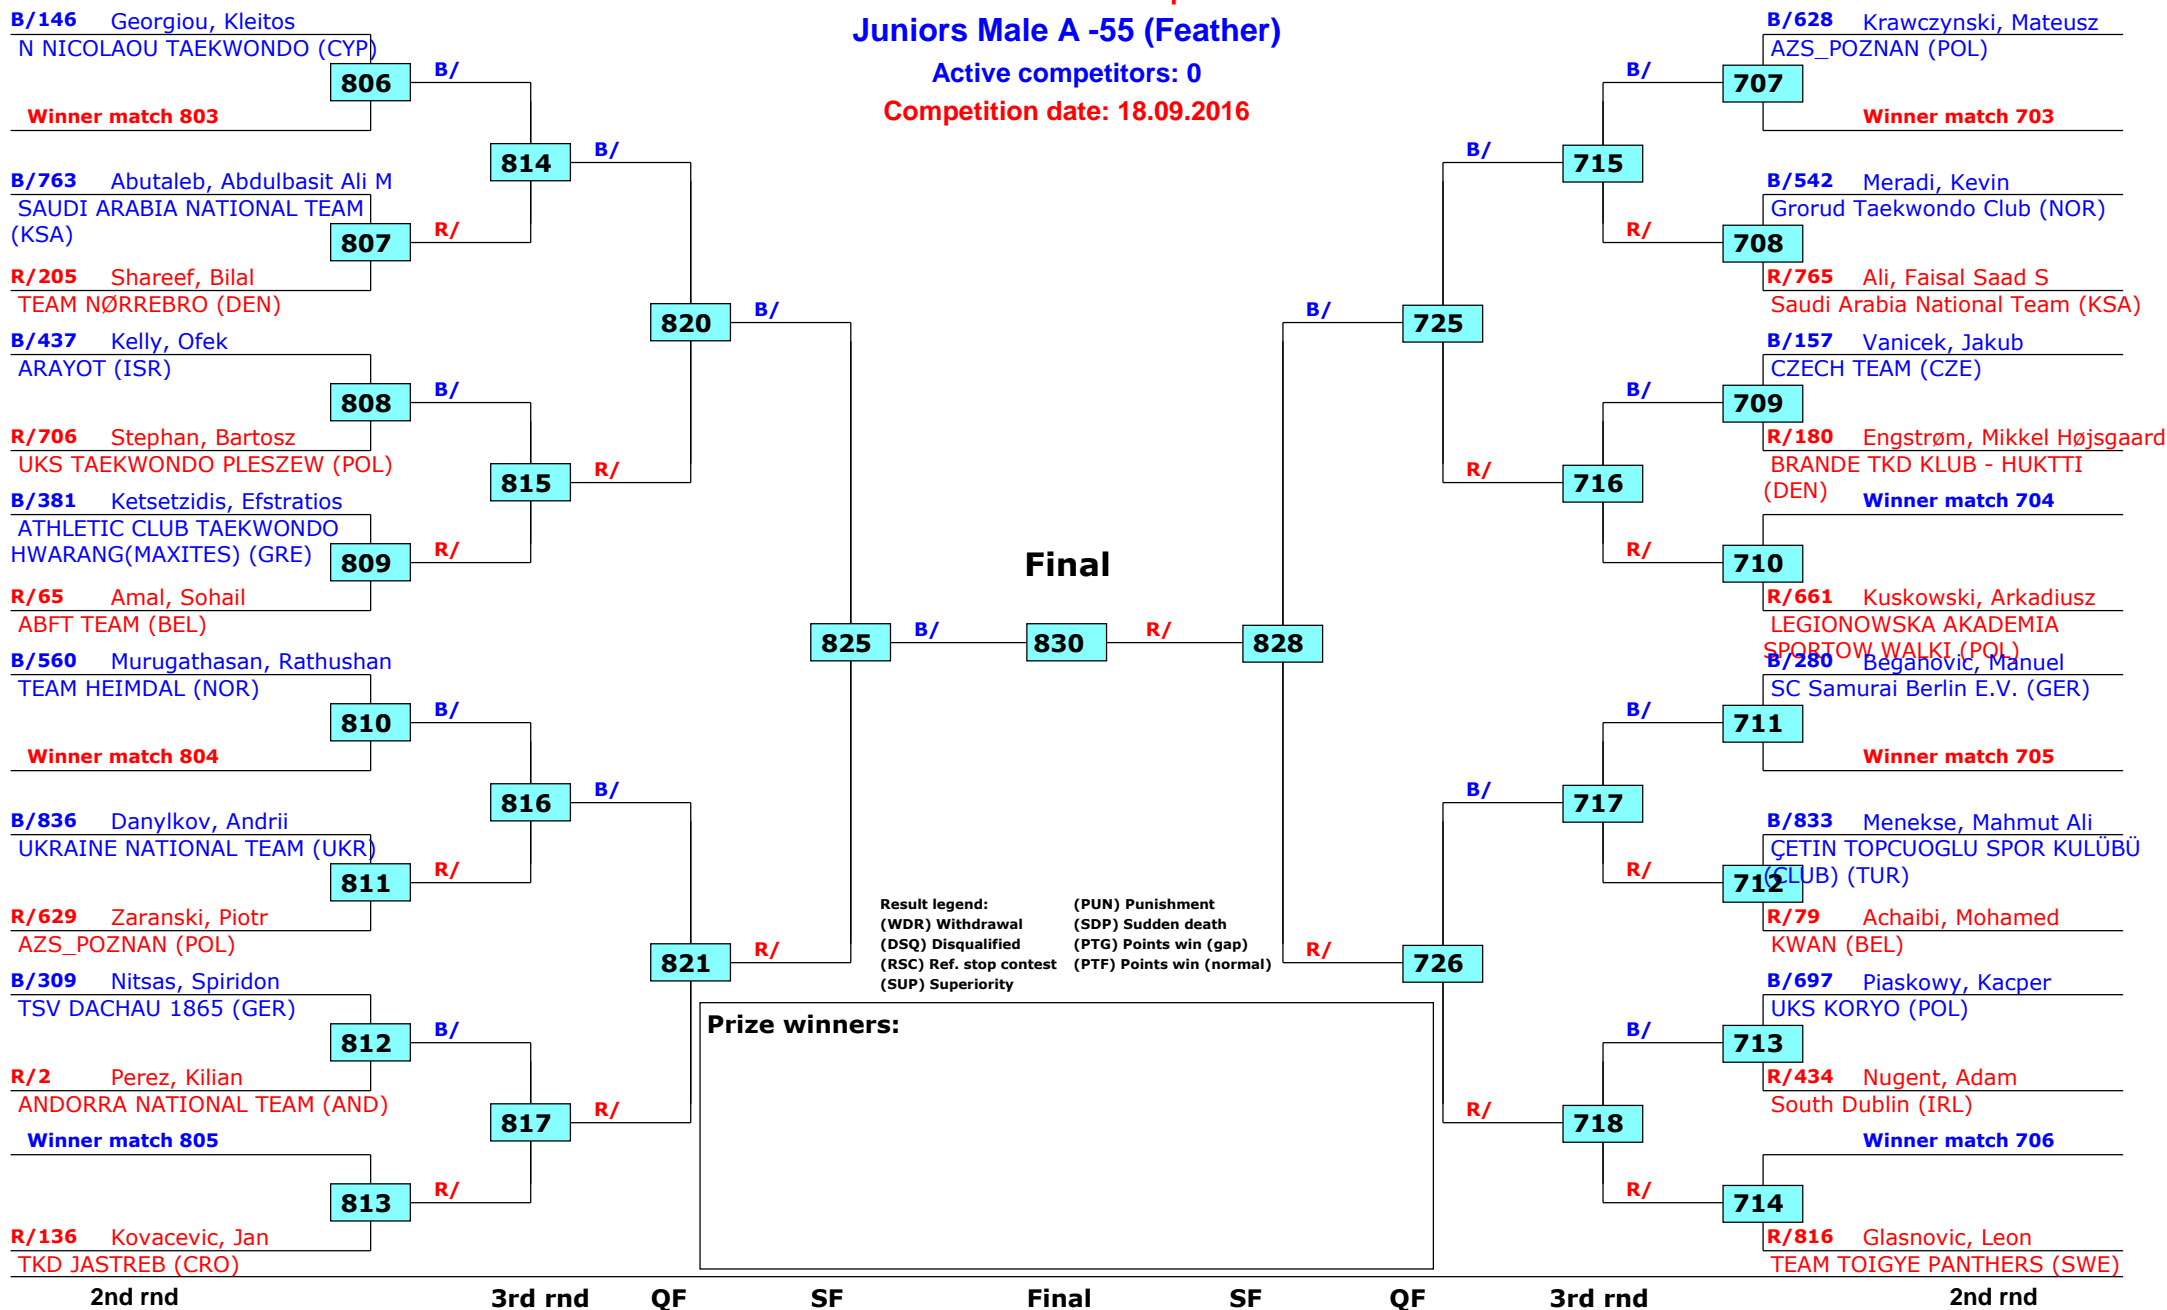 Juniors Male A -55 (Feather)
Active competitors: 0
Competition date: 18.09.2016
B/146 Georgiou, Kleitos
N NICOLAOU TAEKWONDO (CYP)
806
B/
Winner match 803
814
B/
B/763 Abutaleb, Abdulbasit Ali M
SAUDI ARABIA NATIONAL TEAM
(KSA)
807
R/
R/205 Shareef, Bilal
TEAM NØRREBRO (DEN)
820
B/
B/437 Kelly, Ofek
ARAYOT (ISR)
808
B/
R/706 Stephan, Bartosz
UKS TAEKWONDO PLESZEW (POL)
815
R/
B/381 Ketsetzidis, Efstratios
ATHLETIC CLUB TAEKWONDO
HWARANG(MAXITES) (GRE)
809
R/
R/65 Amal, Sohail
ABFT TEAM (BEL)
825
B/
B/560 Murugathasan, Rathushan
TEAM HEIMDAL (NOR)
810
B/
Winner match 804
816
B/
B/836 Danylkov, Andrii
UKRAINE NATIONAL TEAM (UKR)
811
R/
R/629 Zaranski, Piotr
AZS_POZNAN (POL)
821
R/
B/309 Nitsas, Spiridon
TSV DACHAU 1865 (GER)
812
B/
R/2 Perez, Kilian
ANDORRA NATIONAL TEAM (AND)
817
R/
Winner match 805
813
R/
R/136 Kovacevic, Jan
TKD JASTREB (CRO)
Final
830
R/
828
B/628 Krawczynski, Mateusz
AZS_POZNAN (POL)
B/
707
Winner match 703
B/
715
B/542 Meradi, Kevin
Grorud Taekwondo Club (NOR)
R/
708
R/765 Ali, Faisal Saad S
Saudi Arabia National Team (KSA)
B/
725
B/157 Vanicek, Jakub
CZECH TEAM (CZE)
B/
709
R/180 Engstrøm, Mikkel Højsgaard
BRANDE TKD KLUB - HUKTTI
(DEN)
R/
716
Winner match 704
R/
710
R/661 Kuskowski, Arkadiusz
LEGIONOWSKA AKADEMIA
SPORTOW WALKI (POL)
B/280 Beganovic, Manuel
SC Samurai Berlin E.V. (GER)
B/
711
Winner match 705
B/
717
B/833 Menekse, Mahmut Ali
ÇETIN TOPCUOGLU SPOR KULÜBÜ
(CLUB) (TUR)
R/
712
R/79 Achaibi, Mohamed
KWAN (BEL)
R/
726
B/697 Piaskowy, Kacper
UKS KORYO (POL)
B/
713
R/434 Nugent, Adam
South Dublin (IRL)
R/
718
Winner match 706
R/
714
R/816 Glasnovic, Leon
TEAM TOIGYE PANTHERS (SWE)
Result legend: (PUN) Punishment
(WDR) Withdrawal (SDP) Sudden death
(DSQ) Disqualified (PTG) Points win (gap)
(RSC) Ref. stop contest (PTF) Points win (normal)
(SUP) Superiority
Prize winners:
2nd rnd 3rd rnd QF SF Final SF QF 3rd rnd 2nd rnd